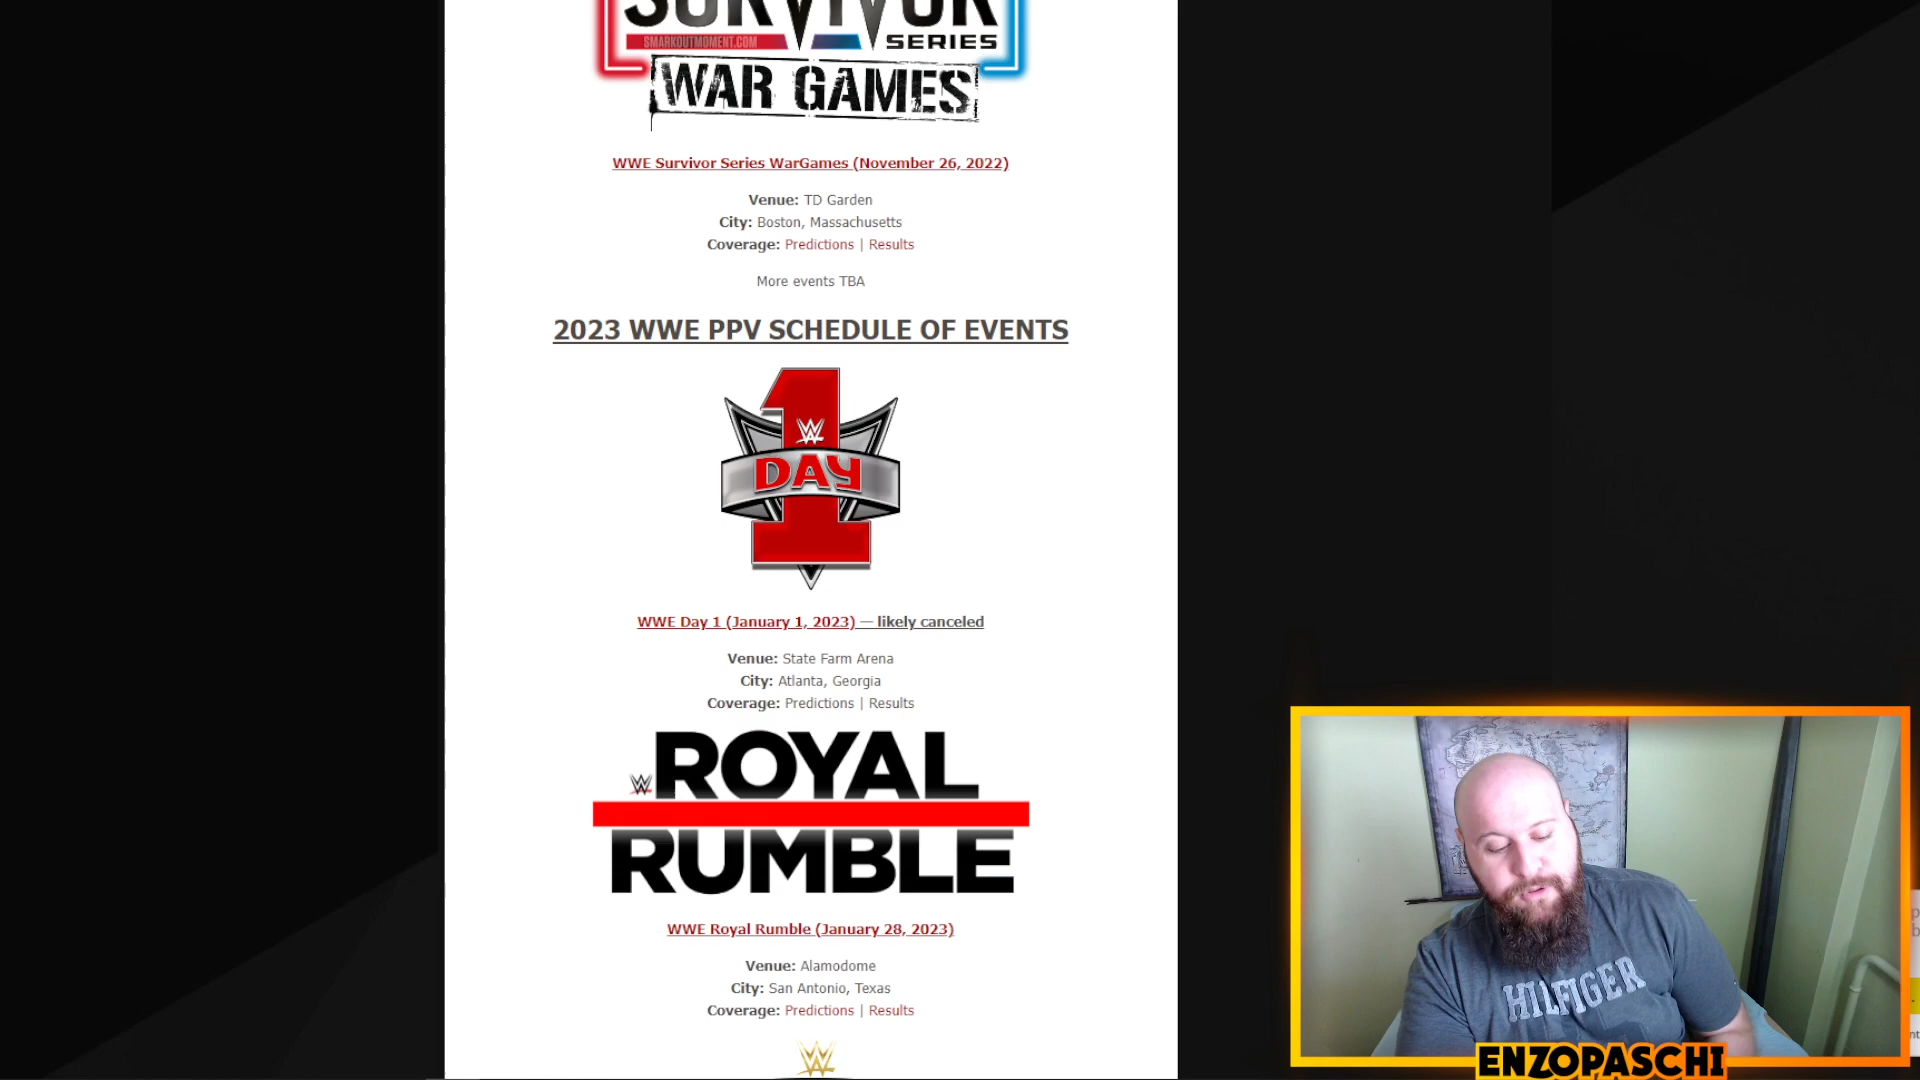 SURVIVOR
SMARKOUTMOMENT.COM
SERIES
WAR GAMES
WWE Survivor Series WarGames (November 26, 2022)
Venue: TD Garden
City: Boston, Massachusetts
Coverage: Predictions | Results
More events TBA
2023 WWE PPV SCHEDULE OF EVENTS
1
W
DAY
WWE Day 1 (January 1, 2023) — likely canceled
Venue: State Farm Arena
City: Atlanta, Georgia
Coverage: Predictions | Results
W ROYAL
RUMBLE
WWE Royal Rumble (January 28, 2023)
Venue: Alamodome
City: San Antonio, Texas
Coverage: Predictions | Results
W
HILFIGER
ENZOPASCHI